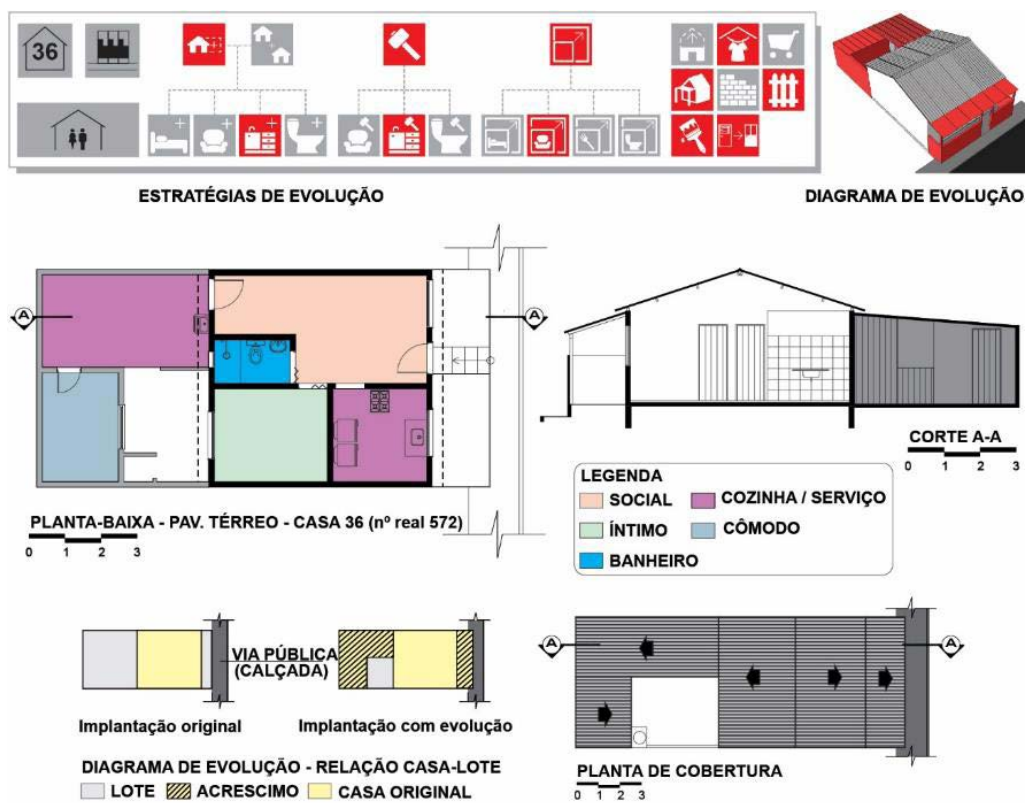 36
ESTRATÉGIAS DE EVOLUÇÃO
DIAGRAMA DE EVOLUÇÃO
A
A
PLANTA-BAIXA - PAV. TÉRREO - CASA 36 (nº real 572)
0 1 2 3
CORTE A-A
0 1 2 3
LEGENDA
SOCIAL
COZINHA / SERVIÇO
ÍNTIMO
CÔMODO
BANHEIRO
VIA PÚBLICA
(CALÇADA)
Implantação original
Implantação com evolução
DIAGRAMA DE EVOLUÇÃO - RELAÇÃO CASA-LOTE
LOTE
ACRESCIMO
CASA ORIGINAL
A
A
PLANTA DE COBERTURA
0 1 2 3